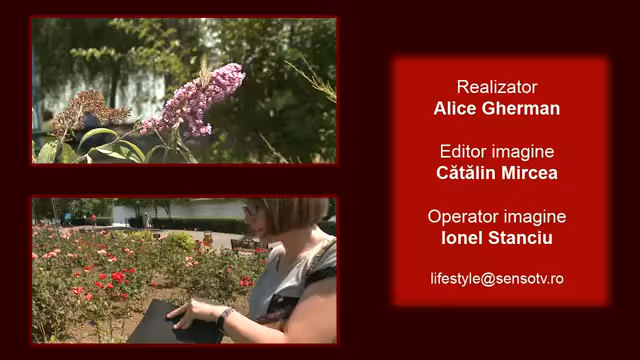 Realizator
Alice Gherman
Editor imagine
Cătălin Mircea
Operator imagine
Ionel Stanciu
lifestyle@sensotv.ro